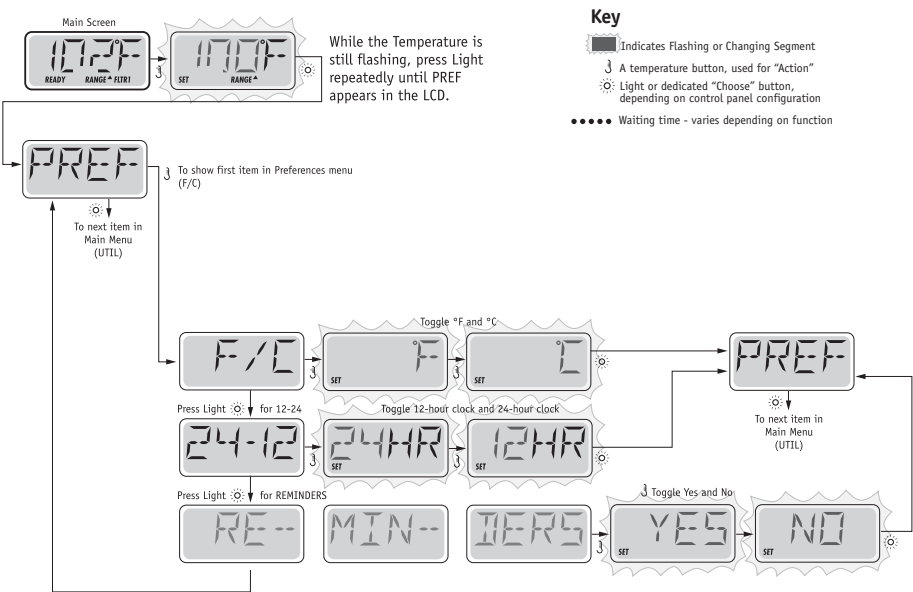 Main Screen
102°F
READY RANGE FLTR1
100°F
SET RANGE
While the Temperature is
still flashing, press Light
repeatedly until PREF
appears in the LCD.
Key
Indicates Flashing or Changing Segment
A temperature button, used for "Action"
Light or dedicated "Choose" button,
depending on control panel configuration
Waiting time - varies depending on function
PREF
To show first item in Preferences menu
(F/C)
To next item in
Main Menu
(UTIL)
Toggle °F and °C
F/C
°F
SET
°C
SET
PREF
To next item in
Main Menu
(UTIL)
Press Light for 12-24
Toggle 12-hour clock and 24-hour clock
24-12
24HR
SET
12HR
SET
Press Light for REMINDERS
Toggle Yes and No
RE--
MIN--
DERS
YES
SET
NO
SET